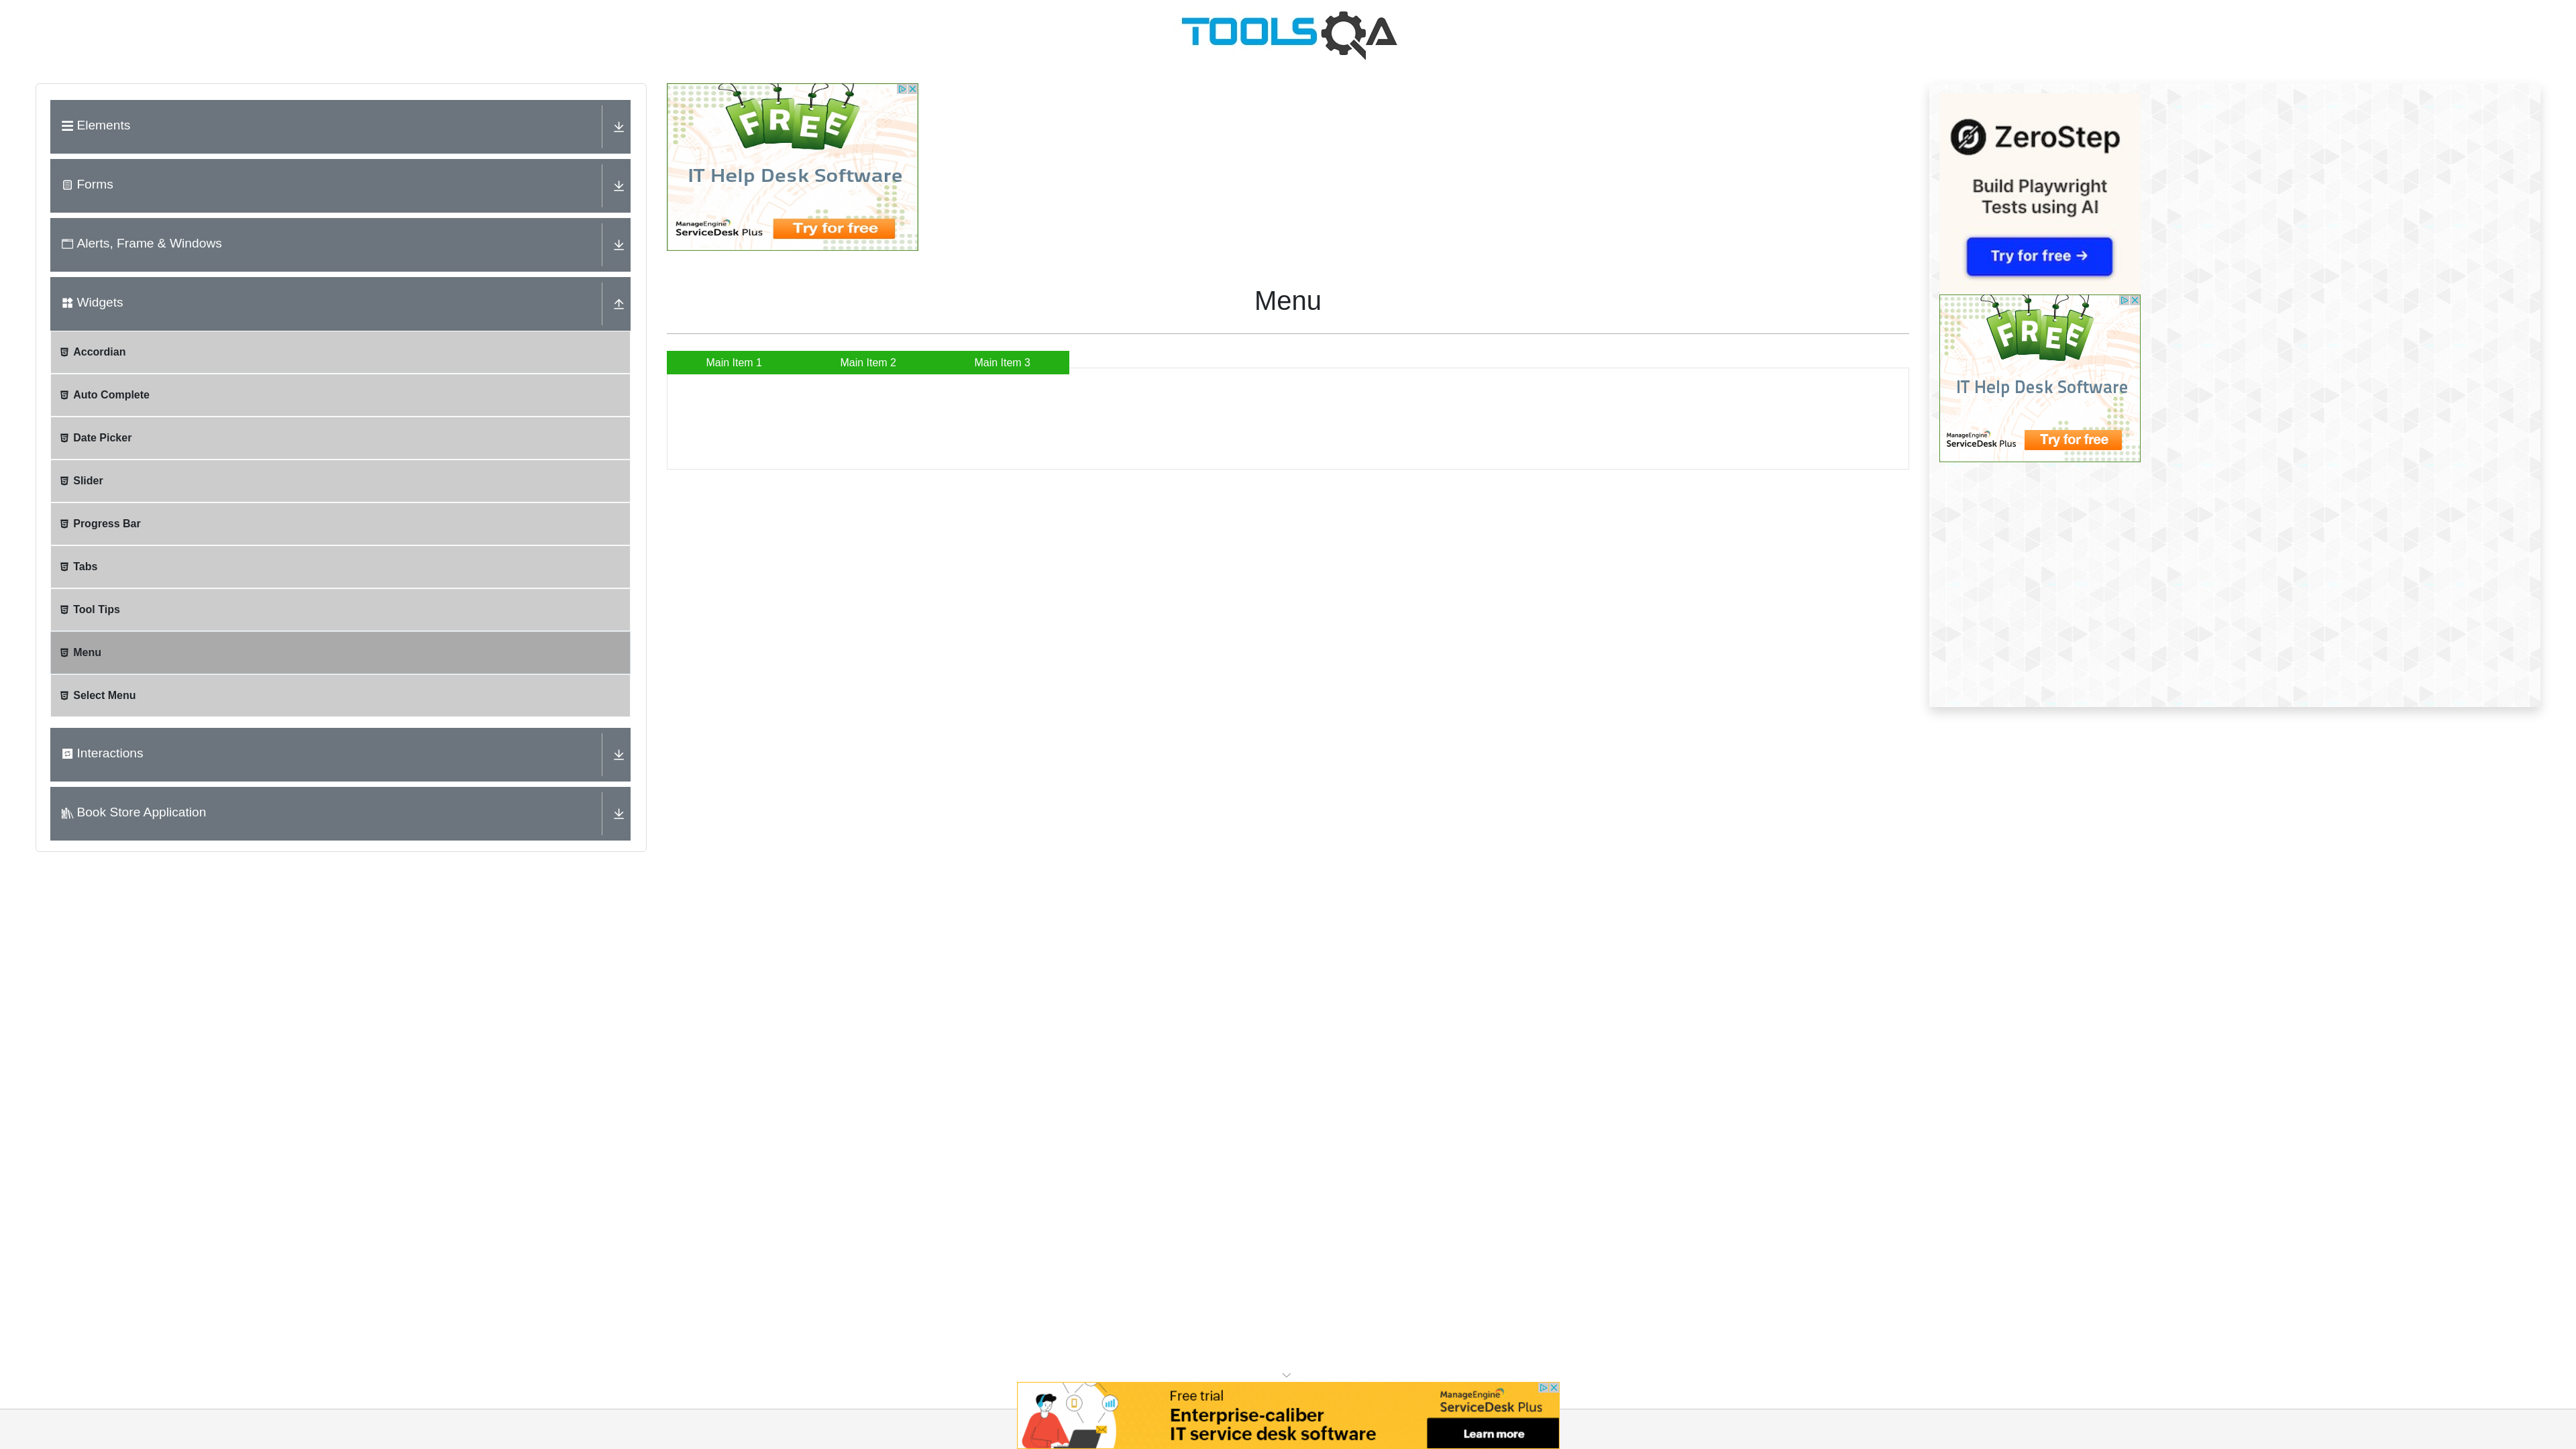 TOOLSQA
Elements
Forms
Alerts, Frame & Windows
Widgets
Accordian
Auto Complete
Date Picker
Slider
Progress Bar
Tabs
Tool Tips
Menu
Select Menu
Interactions
Book Store Application
FREE
IT Help Desk Software
ManageEngine
ServiceDesk Plus
Try for free
Menu
Main Item 1
Main Item 2
Main Item 3
ZeroStep
Build Playwright
Tests using AI
Try for free →
FREE
IT Help Desk Software
ManageEngine
ServiceDesk Plus
Try for free
Free trial
Enterprise-caliber
IT service desk software
ManageEngine
ServiceDesk Plus
Learn more